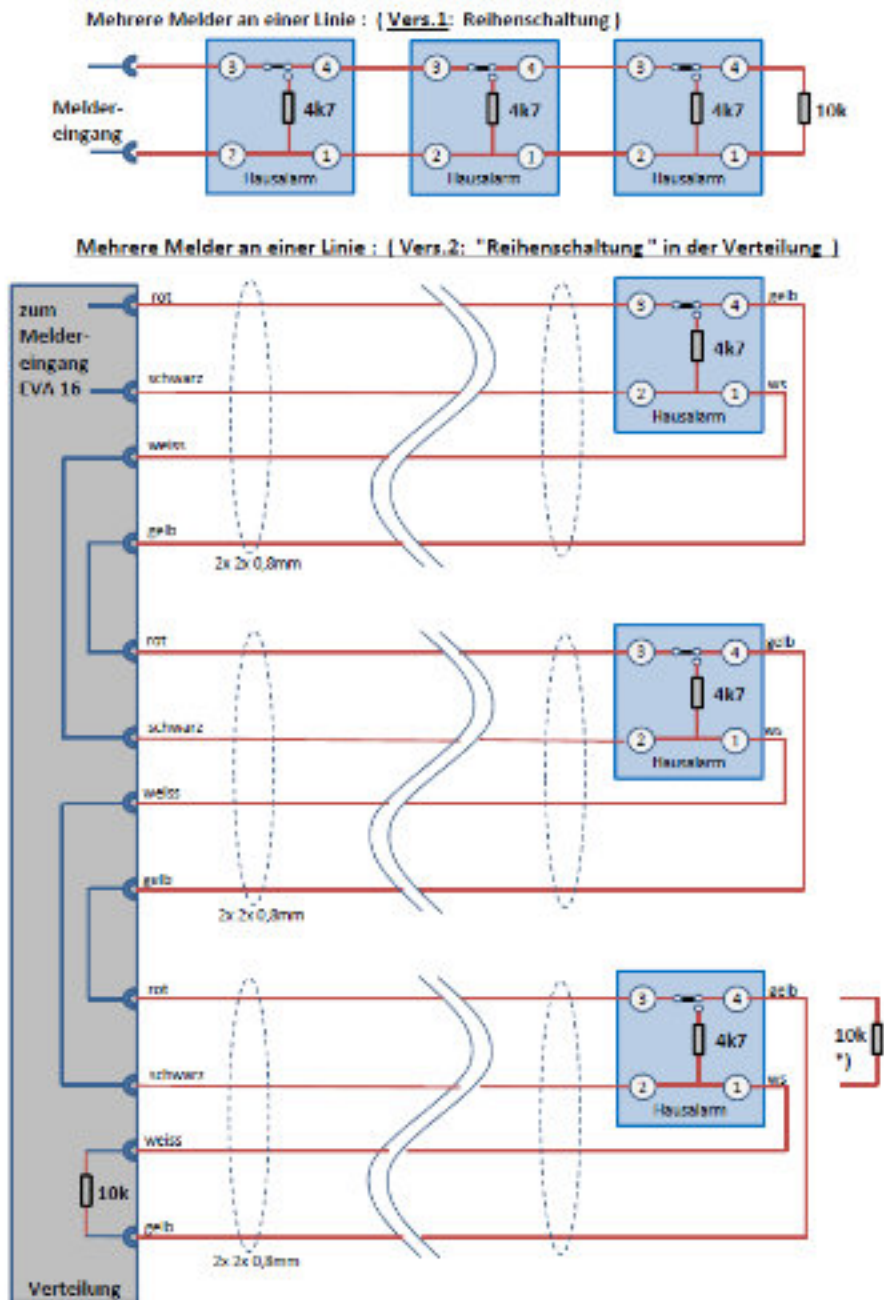 Mehrere Melder an einer Linie : ( Vers.1: Reihenschaltung )
Melder-
eingang
3 4
4k7
2 1
Hausalarm
3 4
4k7
2 1
Hausalarm
3 4
4k7
2 1
Hausalarm
10k
Mehrere Melder an einer Linie : ( Vers.2: "Reihenschaltung" in der Verteilung )
zum
Melder-
eingang
EVA 16
rot
schwarz
weiss
gelb
2x 2x 0,8mm
3 4
4k7
2 1
Hausalarm
gelb
ws
rot
schwarz
weiss
gelb
2x 2x 0,8mm
3 4
4k7
2 1
Hausalarm
gelb
ws
rot
schwarz
weiss
gelb
2x 2x 0,8mm
3 4
4k7
2 1
Hausalarm
gelb
ws
10k
*)
10k
Verteilung